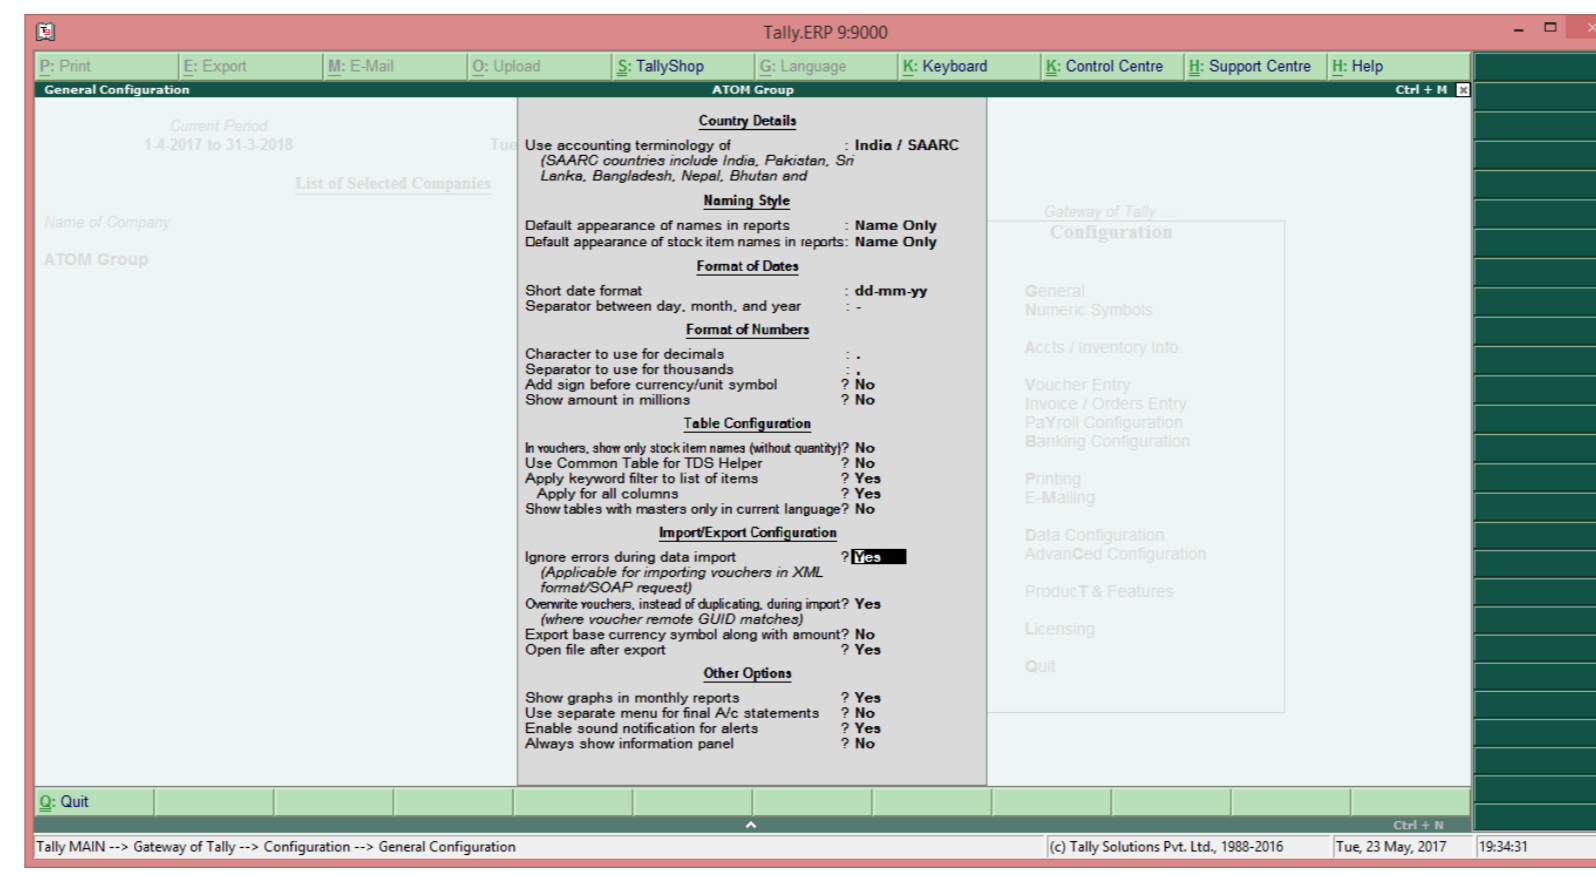 Tally.ERP 9:9000
P: Print E: Export M: E-Mail O: Upload S: TallyShop G: Language K: Keyboard K: Control Centre H: Support Centre H: Help
General Configuration ATOM Group Ctrl + M
Current Period
1-4-2017 to 31-3-2018 Tue
List of Selected Companies
Name of Company
ATOM Group
Country Details
Use accounting terminology of : India / SAARC
(SAARC countries include India, Pakistan, Sri
Lanka, Bangladesh, Nepal, Bhutan and
Naming Style
Default appearance of names in reports : Name Only
Default appearance of stock item names in reports: Name Only
Format of Dates
Short date format : dd-mm-yy
Separator between day, month, and year : -
Format of Numbers
Character to use for decimals : .
Separator to use for thousands : ,
Add sign before currency/unit symbol ? No
Show amount in millions ? No
Table Configuration
In vouchers, show only stock item names (without quantity)? No
Use Common Table for TDS Helper ? No
Apply keyword filter to list of items ? Yes
Apply for all columns ? Yes
Show tables with masters only in current language? No
Import/Export Configuration
Ignore errors during data import ? Yes
(Applicable for importing vouchers in XML
format/SOAP request)
Overwrite vouchers, instead of duplicating, during import? Yes
(where voucher remote GUID matches)
Export base currency symbol along with amount? No
Open file after export ? Yes
Other Options
Show graphs in monthly reports ? Yes
Use separate menu for final A/c statements ? No
Enable sound notification for alerts ? Yes
Always show information panel ? No
Gateway of Tally ....
Configuration
General
Numeric Symbols
Accts / Inventory Info.
Voucher Entry
Invoice / Orders Entry
PaYroll Configuration
Banking Configuration
Printing
E-Mailing
Data Configuration
AdvanCed Configuration
ProducT & Features
Licensing
Quit
Q: Quit
Ctrl + N
Tally MAIN --> Gateway of Tally --> Configuration --> General Configuration (c) Tally Solutions Pvt. Ltd., 1988-2016 Tue, 23 May, 2017 19:34:31